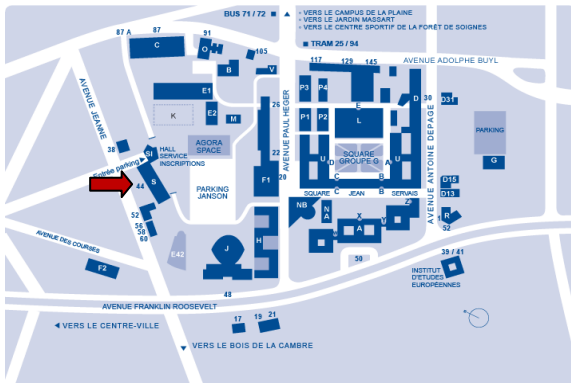 BUS 71 / 72
- VERS LE CAMPUS DE LA PLAINE
- VERS LE JARDIN MASSART
- VERS LE CENTRE SPORTIF DE LA FORÊT DE SOIGNES
TRAM 25 / 94
AVENUE ADOLPHE BUYL
87 A
87
91
105
117
129
145
C
O
B
V
E1
E2
K
M
P3
P4
P1
P2
E
L
D
30
D31
PARKING
G
AVENUE JEANNE
38
SI
HALL
SERVICE
INSCRIPTIONS
Entrée parking
AGORA
SPACE
26
22
20
AVENUE PAUL HEGER
SQUARE
GROUPE G
U
D
A
U
C
B
C
B
AVENUE ANTOINE DEPAGE
S
44
PARKING
JANSON
F1
SQUARE JEAN SERVAIS
D15
D13
R
52
52
56
58
60
NB
N
A
X
Y
Z
W
A
AVENUE DES COURSES
E42
J
H
50
39 / 41
F2
INSTITUT
D'ETUDES
EUROPÉENNES
48
AVENUE FRANKLIN ROOSEVELT
VERS LE CENTRE-VILLE
17
19
21
VERS LE BOIS DE LA CAMBRE